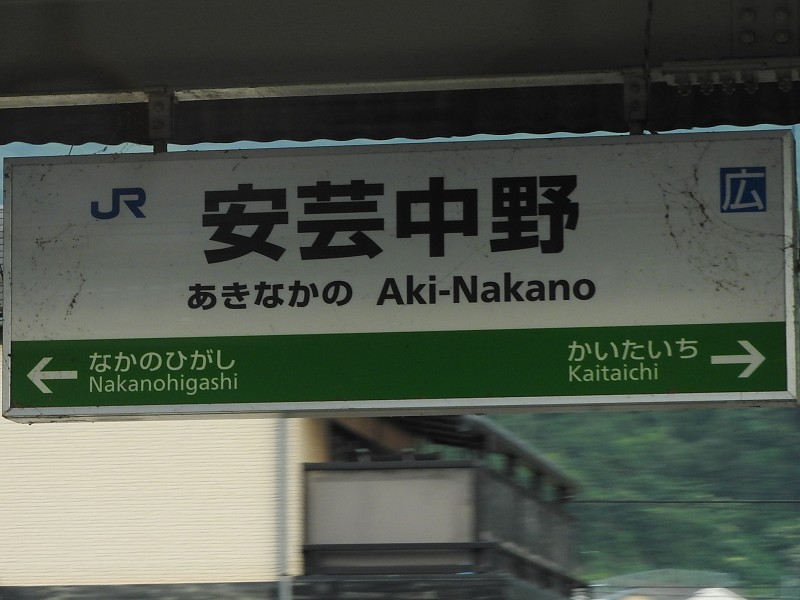 JR 安芸中野 広
あきなかの Aki-Nakano
← なかのひがし かいたいち →
Nakanohigashi Kaitaichi